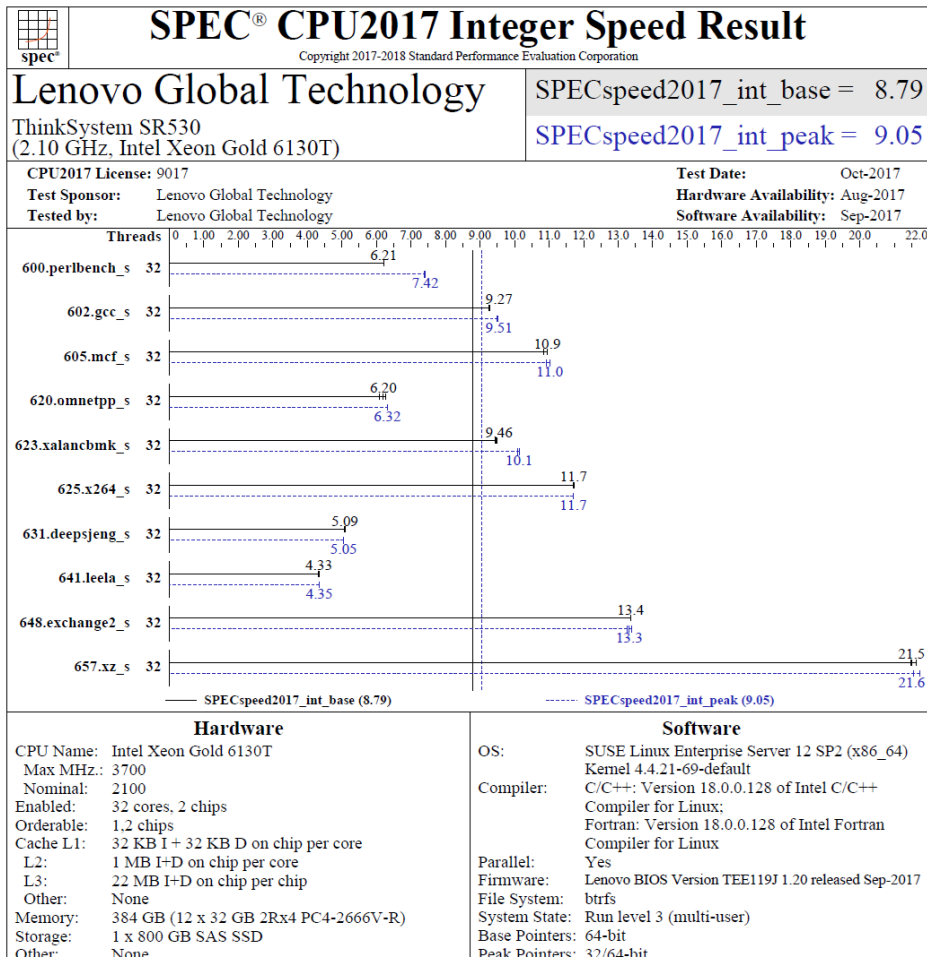 SPEC® CPU2017 Integer Speed Result
spec®
Copyright 2017-2018 Standard Performance Evaluation Corporation
Lenovo Global Technology
SPECspeed2017_int_base = 8.79
ThinkSystem SR530
(2.10 GHz, Intel Xeon Gold 6130T)
SPECspeed2017_int_peak = 9.05
CPU2017 License: 9017
Test Date: Oct-2017
Test Sponsor: Lenovo Global Technology
Hardware Availability: Aug-2017
Tested by: Lenovo Global Technology
Software Availability: Sep-2017
Threads 0 1.00 2.00 3.00 4.00 5.00 6.00 7.00 8.00 9.00 10.0 11.0 12.0 13.0 14.0 15.0 16.0 17.0 18.0 19.0 20.0 22.0
600.perlbench_s 32 6.21
7.42
602.gcc_s 32 9.27
9.51
605.mcf_s 32 10.9
11.0
620.omnetpp_s 32 6.20
6.32
623.xalancbmk_s 32 9.46
10.1
625.x264_s 32 11.7
11.7
631.deepsjeng_s 32 5.09
5.05
641.leela_s 32 4.33
4.35
648.exchange2_s 32 13.4
13.3
657.xz_s 32 21.5
21.6
SPECspeed2017_int_base (8.79)
SPECspeed2017_int_peak (9.05)
Hardware
CPU Name: Intel Xeon Gold 6130T
Max MHz.: 3700
Nominal: 2100
Enabled: 32 cores, 2 chips
Orderable: 1,2 chips
Cache L1: 32 KB I + 32 KB D on chip per core
L2: 1 MB I+D on chip per core
L3: 22 MB I+D on chip per chip
Other: None
Memory: 384 GB (12 x 32 GB 2Rx4 PC4-2666V-R)
Storage: 1 x 800 GB SAS SSD
Other: None
Software
OS: SUSE Linux Enterprise Server 12 SP2 (x86_64)
Kernel 4.4.21-69-default
Compiler: C/C++: Version 18.0.0.128 of Intel C/C++
Compiler for Linux;
Fortran: Version 18.0.0.128 of Intel Fortran
Compiler for Linux
Parallel: Yes
Firmware: Lenovo BIOS Version TEE119J 1.20 released Sep-2017
File System: btrfs
System State: Run level 3 (multi-user)
Base Pointers: 64-bit
Peak Pointers: 32/64-bit